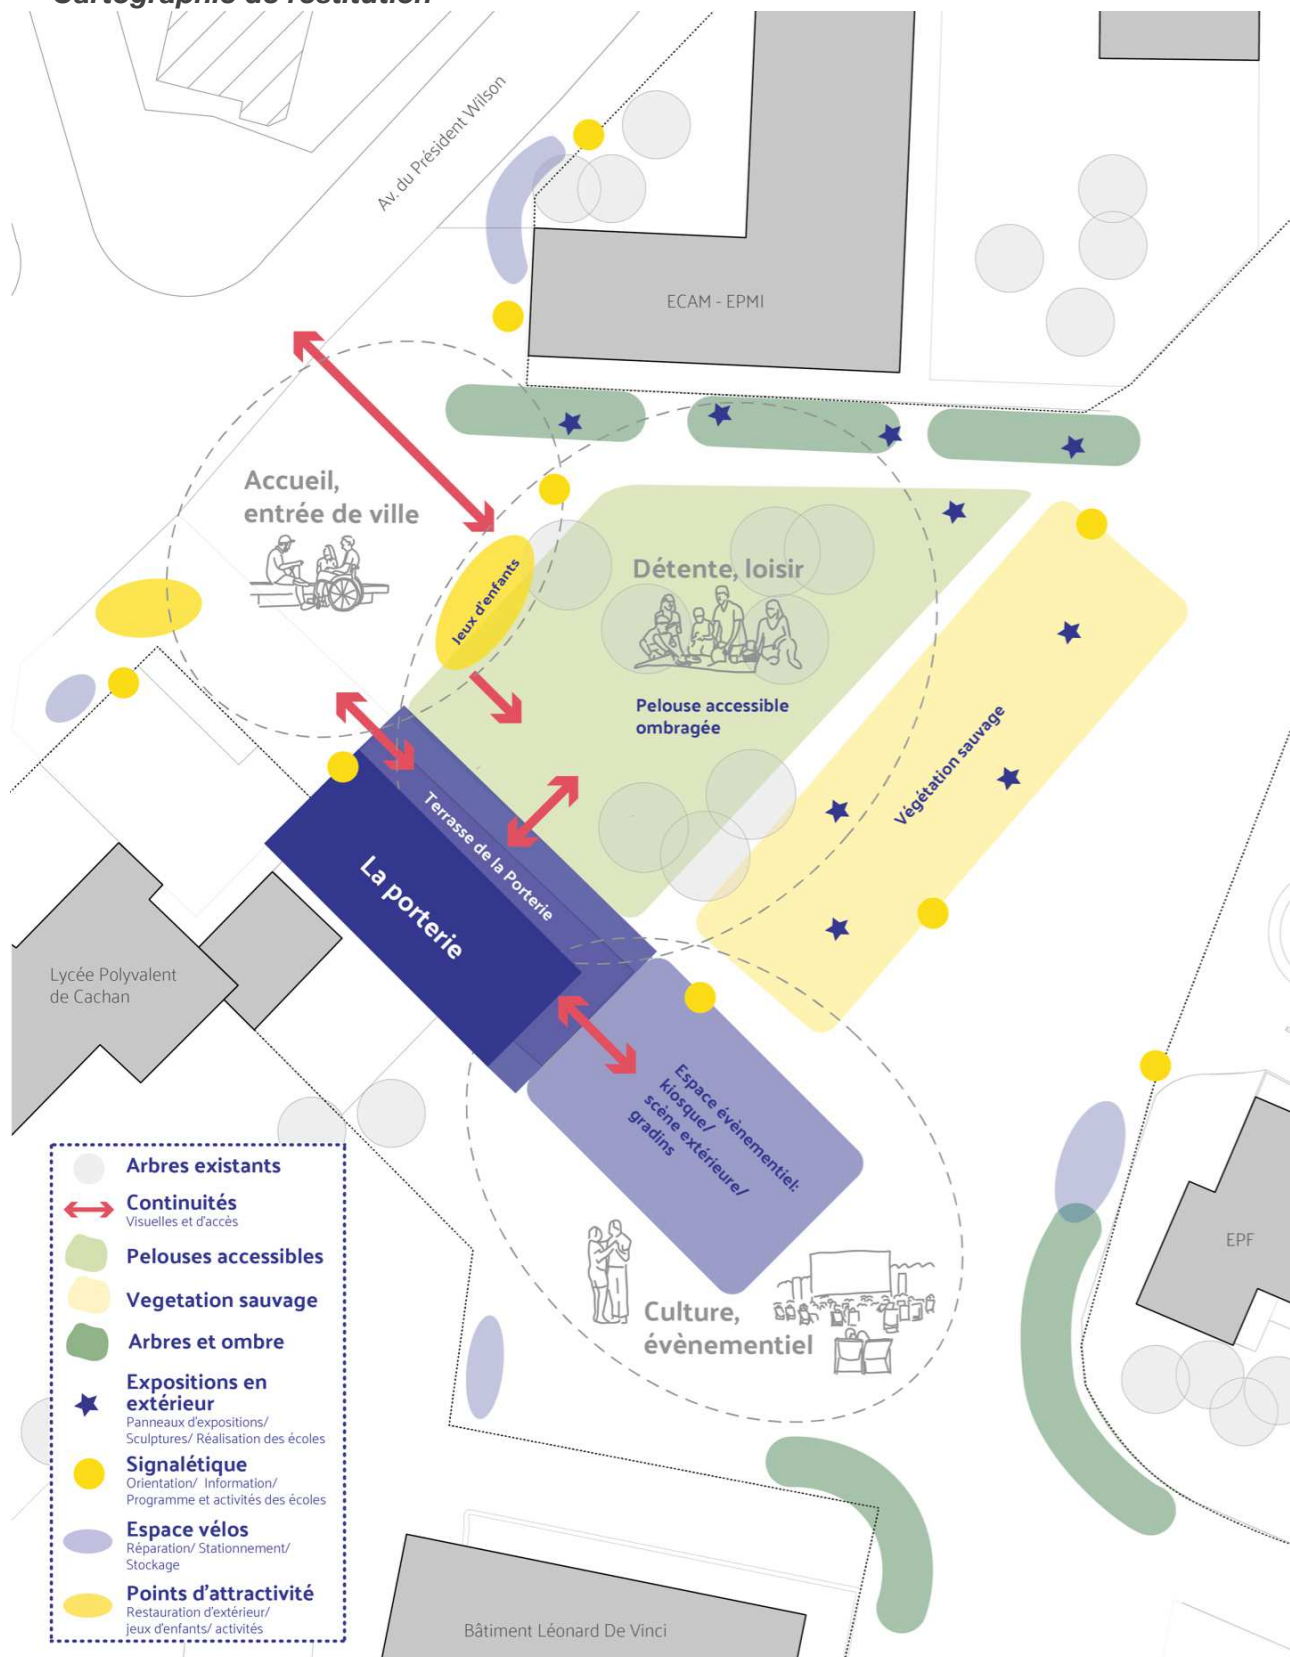 Cartographie de restitution
Av. du Président Wilson
ECAM - EPMI
Accueil,
entrée de ville
Jeux d'enfants
Détente, loisir
Pelouse accessible
ombragée
Végétation sauvage
Terrasse de la Porterie
La porterie
Lycée Polyvalent
de Cachan
Espace évènementiel:
kiosque/
scène extérieure/
gradins
EPF
Culture,
évènementiel
Bâtiment Léonard De Vinci
Arbres existants
Continuités
Visuelles et d'accès
Pelouses accessibles
Vegetation sauvage
Arbres et ombre
Expositions en
extérieur
Panneaux d'expositions/
Sculptures/ Réalisation des écoles
Signalétique
Orientation/ Information/
Programme et activités des écoles
Espace vélos
Réparation/ Stationnement/
Stockage
Points d'attractivité
Restauration d'extérieur/
jeux d'enfants/ activités